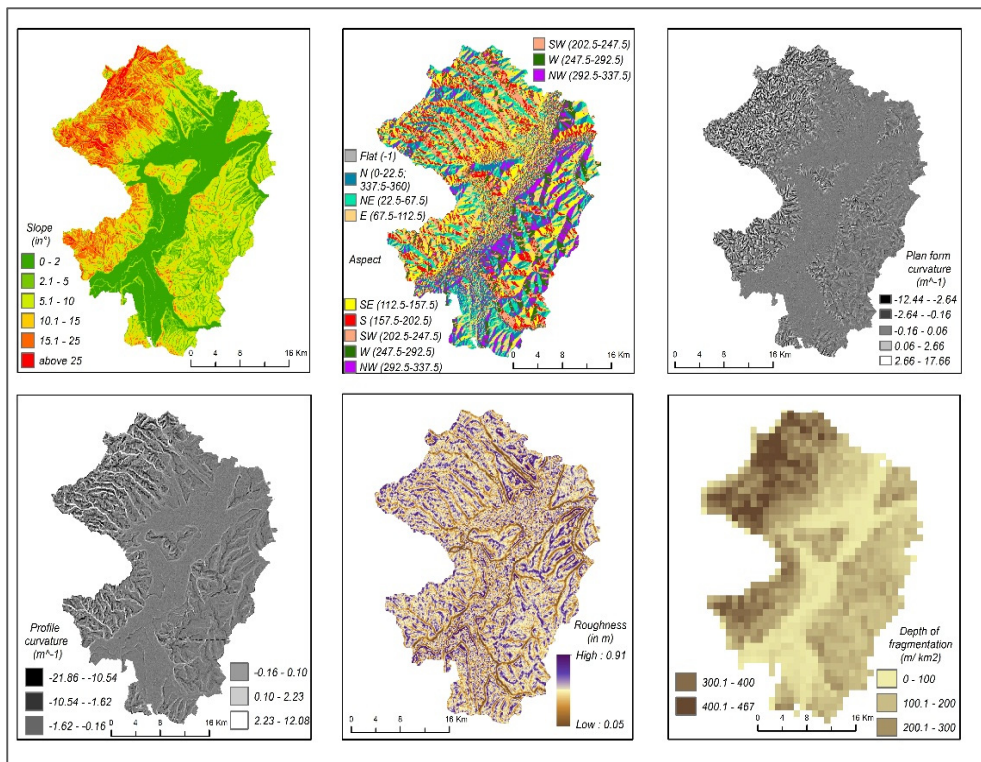 Slope
(in°)
0 - 2
2.1 - 5
5.1 - 10
10.1 - 15
15.1 - 25
above 25
0 4 8 16 Km
SW (202.5-247.5)
W (247.5-292.5)
NW (292.5-337.5)
Flat (-1)
N (0-22.5;
337.5-360)
NE (22.5-67.5)
E (67.5-112.5)
Aspect
SE (112.5-157.5)
S (157.5-202.5)
SW (202.5-247.5)
W (247.5-292.5)
NW (292.5-337.5)
0 4 8 16 Km
Plan form
curvature
(m^-1)
-12.44 - -2.64
-2.64 - -0.16
-0.16 - 0.06
0.06 - 2.66
2.66 - 17.66
0 4 8 16 Km
Profile
curvature
(m^-1)
-21.86 - -10.54
-10.54 - -1.62
-1.62 - -0.16
-0.16 - 0.10
0.10 - 2.23
2.23 - 12.08
0 4 8 16 Km
Roughness
(in m)
High : 0.91
Low : 0.05
0 4 8 16 Km
Depth of
fragmentation
(m/ km2)
0 - 100
100.1 - 200
200.1 - 300
300.1 - 400
400.1 - 467
0 4 8 16 Km